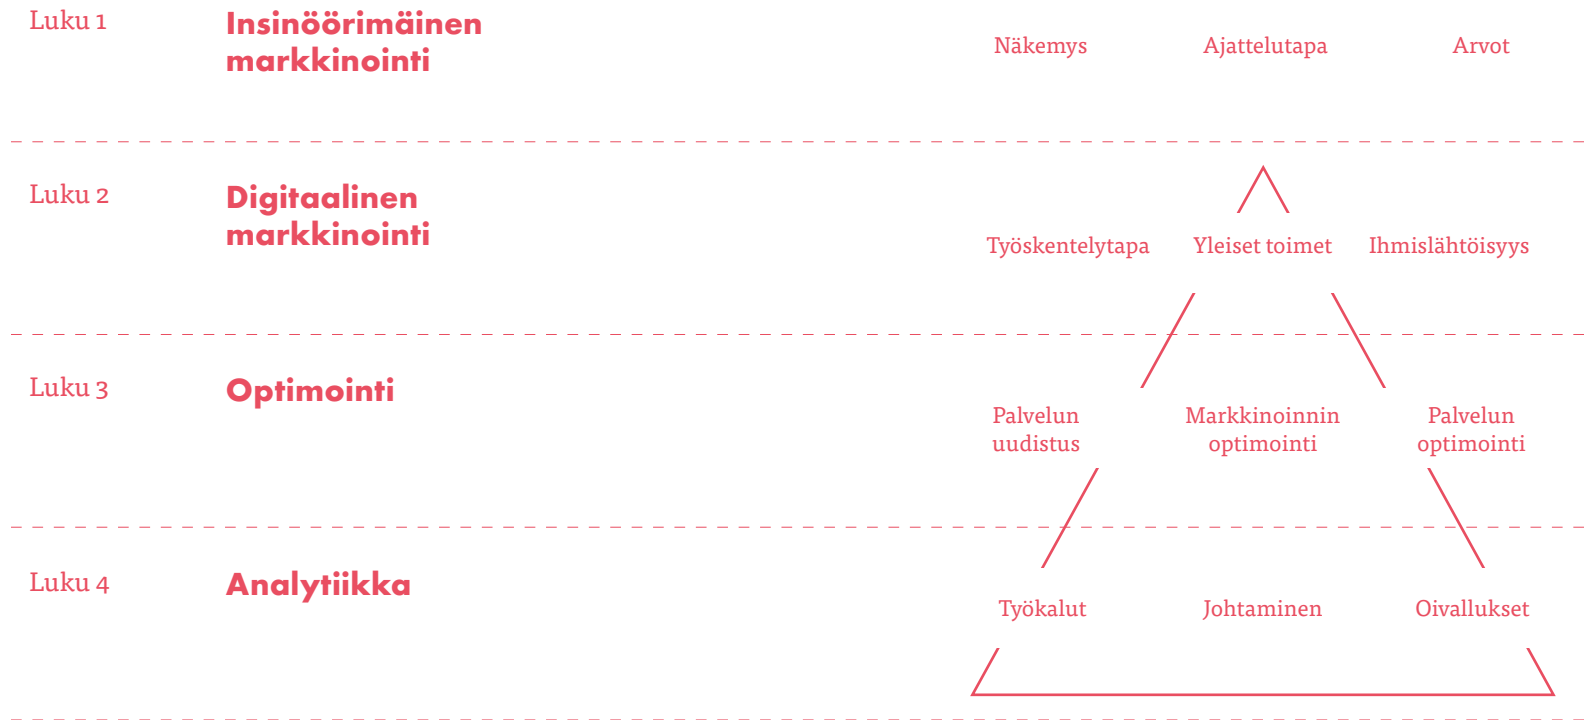 Luku 1
Insinöörimäinen
markkinointi
Näkemys
Ajattelutapa
Arvot
Luku 2
Digitaalinen
markkinointi
Työskentelytapa
Yleiset toimet
Ihmislähtöisyys
Luku 3
Optimointi
Palvelun
uudistus
Markkinoinnin
optimointi
Palvelun
optimointi
Luku 4
Analytiikka
Työkalut
Johtaminen
Oivallukset